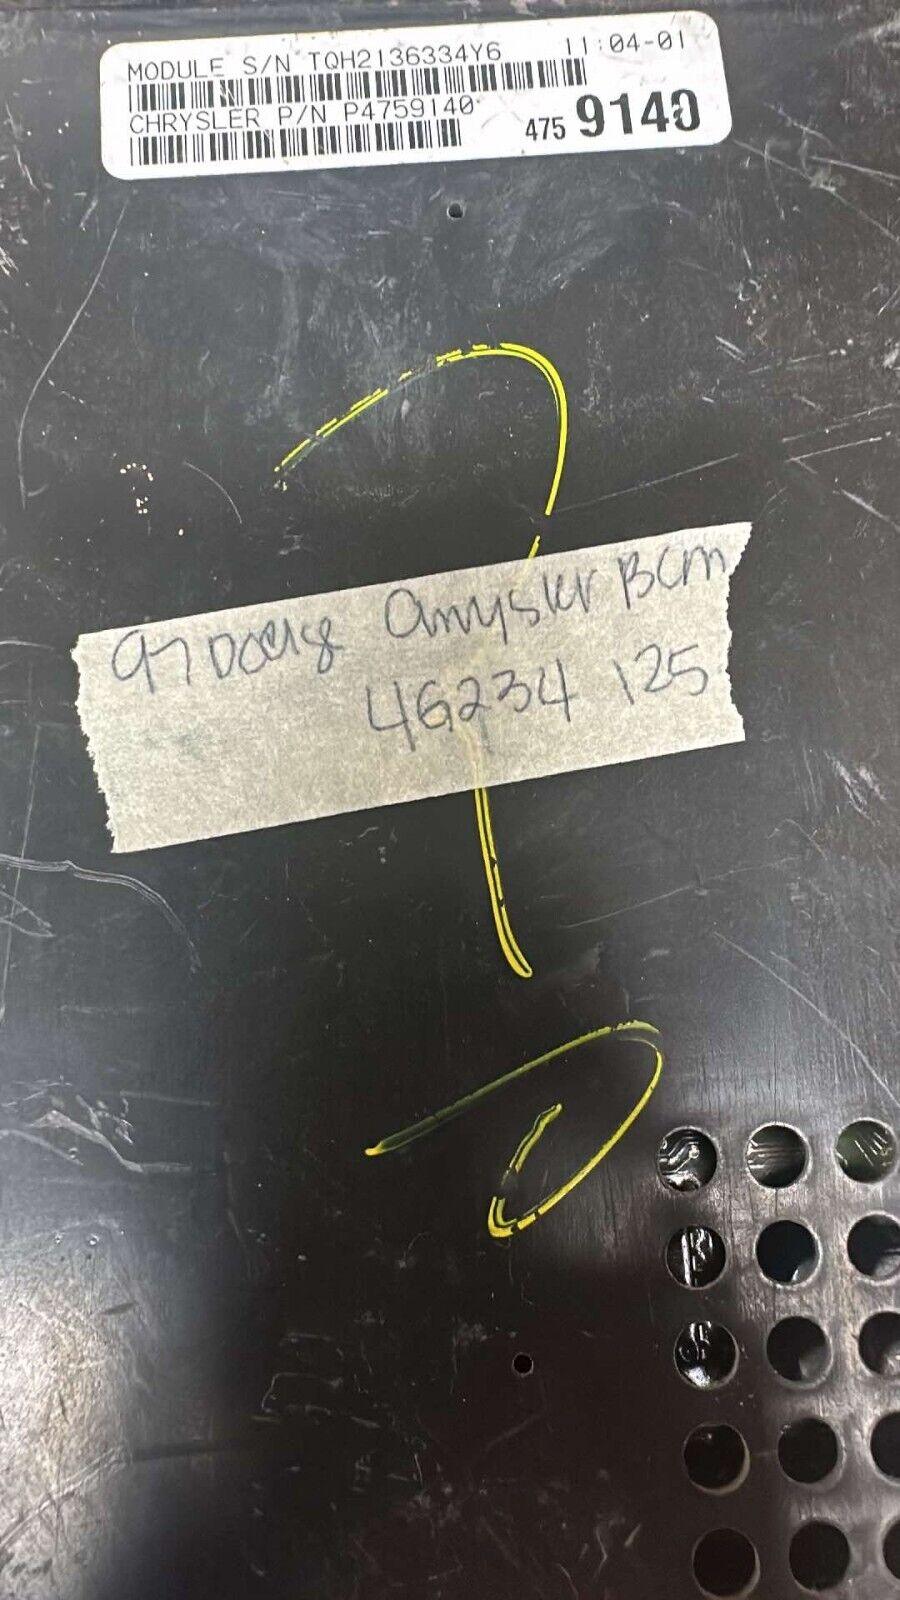 MODULE S/N TQH2136334Y6 11:04-01
CHRYSLER P/N P4759140
475 9140
97 Dodge Chrysler BCM
46234 125